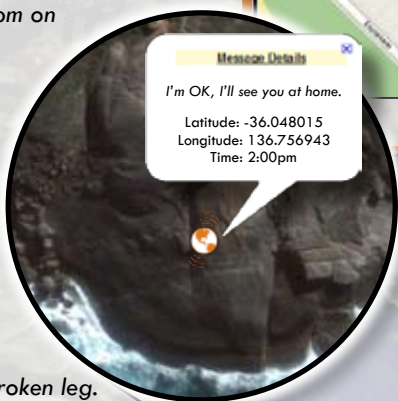 om on
Message Details
I'm OK, I'll see you at home.
Latitude: -36.048015
Longitude: 136.756943
Time: 2:00pm
roken leg.